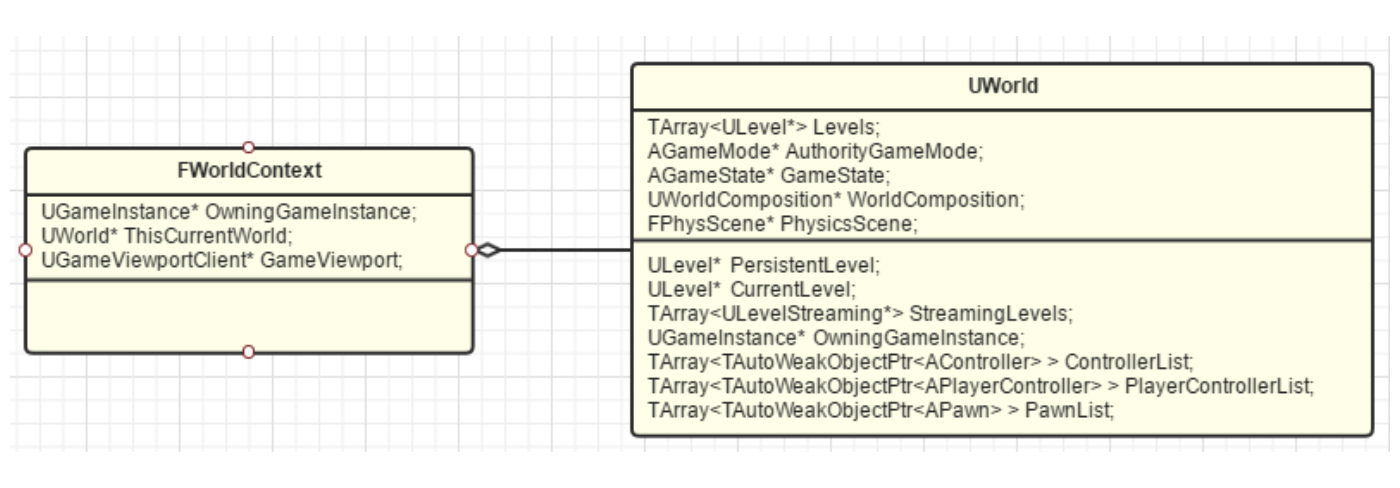 FWorldContext
UGameInstance* OwningGameInstance;
UWorld* ThisCurrentWorld;
UGameViewportClient* GameViewport;
UWorld
TArray<ULevel*> Levels;
AGameMode* AuthorityGameMode;
AGameState* GameState;
UWorldComposition* WorldComposition;
FPhysScene* PhysicsScene;
ULevel* PersistentLevel;
ULevel* CurrentLevel;
TArray<ULevelStreaming*> StreamingLevels;
UGameInstance* OwningGameInstance;
TArray<TAutoWeakObjectPtr<AController> > ControllerList;
TArray<TAutoWeakObjectPtr<APlayerController> > PlayerControllerList;
TArray<TAutoWeakObjectPtr<APawn> > PawnList;